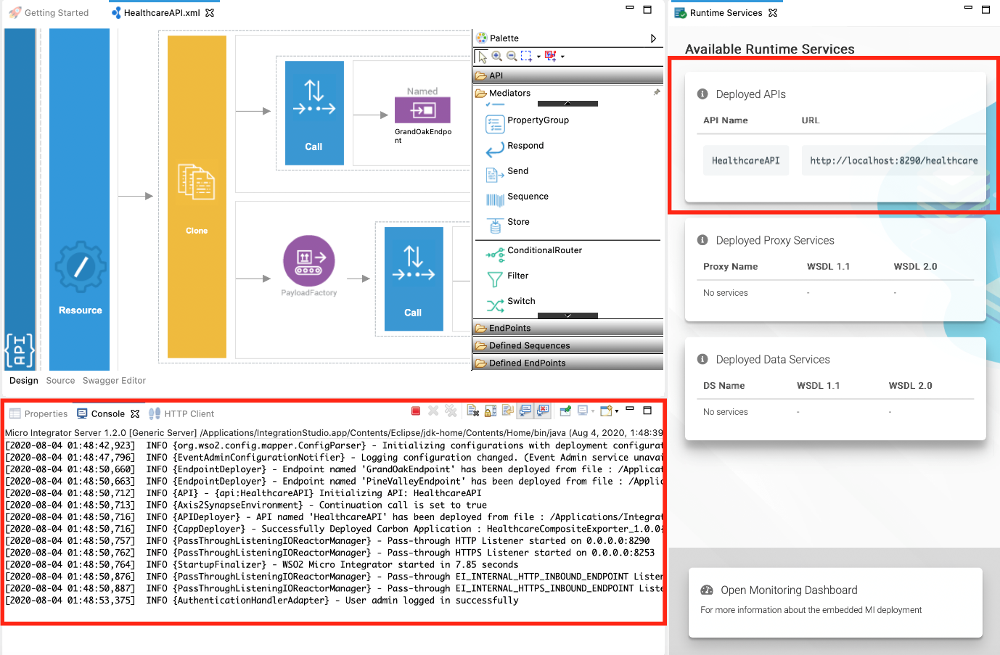 Getting Started
HealthcareAPI.xml
API
Resource
Clone
Call
Named
GrandOakEndpo
nt
PayloadFactory
Call
Palette
API
Mediators
PropertyGroup
Respond
Send
Sequence
Store
ConditionalRouter
Filter
Switch
EndPoints
Defined Sequences
Defined EndPoints
Design Source Swagger Editor
Properties Console HTTP Client
Micro Integrator Server 1.2.0 [Generic Server] /Applications/IntegrationStudio.app/Contents/Eclipse/jdk-home/Contents/Home/bin/java (Aug 4, 2020, 1:48:39
[2020-08-04 01:48:42,923] INFO {org.wso2.config.mapper.ConfigParser} - Initializing configurations with deployment configurat
[2020-08-04 01:48:47,796] INFO {EventAdminConfigurationNotifier} - Logging configuration changed. (Event Admin service unavai
[2020-08-04 01:48:50,660] INFO {EndpointDeployer} - Endpoint named 'GrandOakEndpoint' has been deployed from file : /Applicat
[2020-08-04 01:48:50,663] INFO {EndpointDeployer} - Endpoint named 'PineValleyEndpoint' has been deployed from file : /Applic
[2020-08-04 01:48:50,712] INFO {API} - {api:HealthcareAPI} Initializing API: HealthcareAPI
[2020-08-04 01:48:50,713] INFO {Axis2SynapseEnvironment} - Continuation call is set to true
[2020-08-04 01:48:50,716] INFO {APIDeployer} - API named 'HealthcareAPI' has been deployed from file : /Applications/Integrat
[2020-08-04 01:48:50,716] INFO {CappDeployer} - Successfully Deployed Carbon Application : HealthcareCompositeExporter_1.0.0{
[2020-08-04 01:48:50,757] INFO {PassThroughListeningIOReactorManager} - Pass-through HTTP Listener started on 0.0.0.0:8290
[2020-08-04 01:48:50,762] INFO {PassThroughListeningIOReactorManager} - Pass-through HTTPS Listener started on 0.0.0.0:8253
[2020-08-04 01:48:50,764] INFO {StartupFinalizer} - WSO2 Micro Integrator started in 7.85 seconds
[2020-08-04 01:48:50,876] INFO {PassThroughListeningIOReactorManager} - Pass-through EI_INTERNAL_HTTP_INBOUND_ENDPOINT Listen
[2020-08-04 01:48:50,887] INFO {PassThroughListeningIOReactorManager} - Pass-through EI_INTERNAL_HTTPS_INBOUND_ENDPOINT Liste
[2020-08-04 01:48:53,375] INFO {AuthenticationHandlerAdapter} - User admin logged in successfully
Runtime Services
Available Runtime Services
Deployed APIs
API Name URL
HealthcareAPI http://localhost:8290/healthcare
Deployed Proxy Services
Proxy Name WSDL 1.1 WSDL 2.0
No services - -
Deployed Data Services
DS Name WSDL 1.1 WSDL 2.0
No services - -
Open Monitoring Dashboard
For more information about the embedded MI deployment